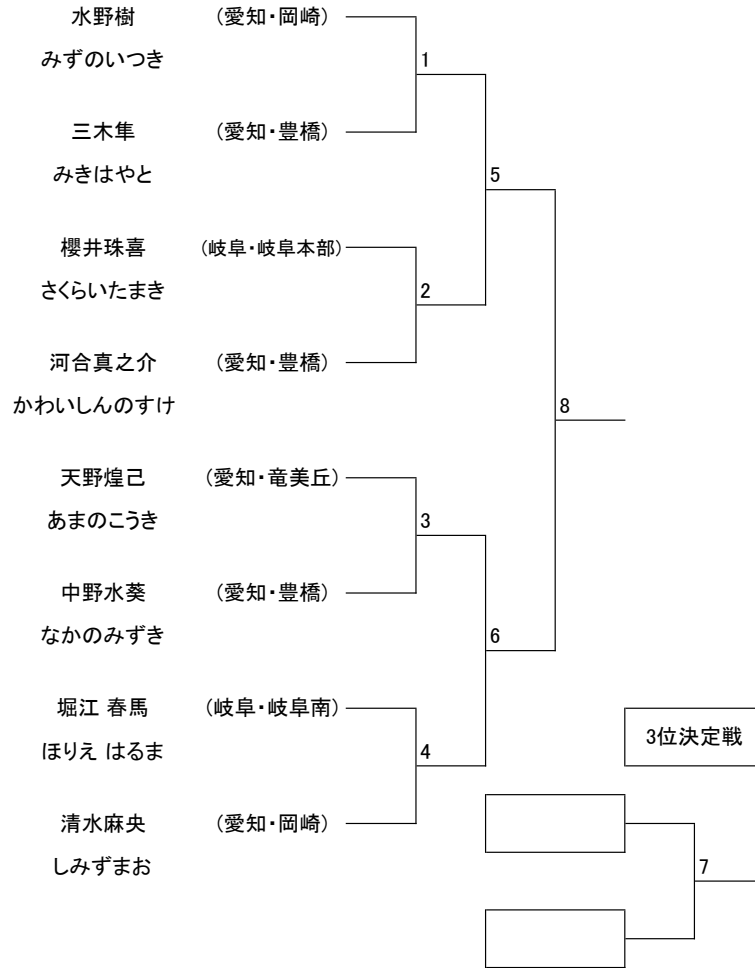 水野樹 (愛知・岡崎)
みずのいつき
1
三木隼 (愛知・豊橋)
みきはやと
5
櫻井珠喜 (岐阜・岐阜本部)
さくらいたまき
2
河合真之介 (愛知・豊橋)
かわいしんのすけ
8
天野煌己 (愛知・竜美丘)
あまのこうき
3
中野水葵 (愛知・豊橋)
なかのみずき
6
堀江 春馬 (岐阜・岐阜南)
ほりえ はるま
3位決定戦
4
清水麻央 (愛知・岡崎)
しみずまお
7